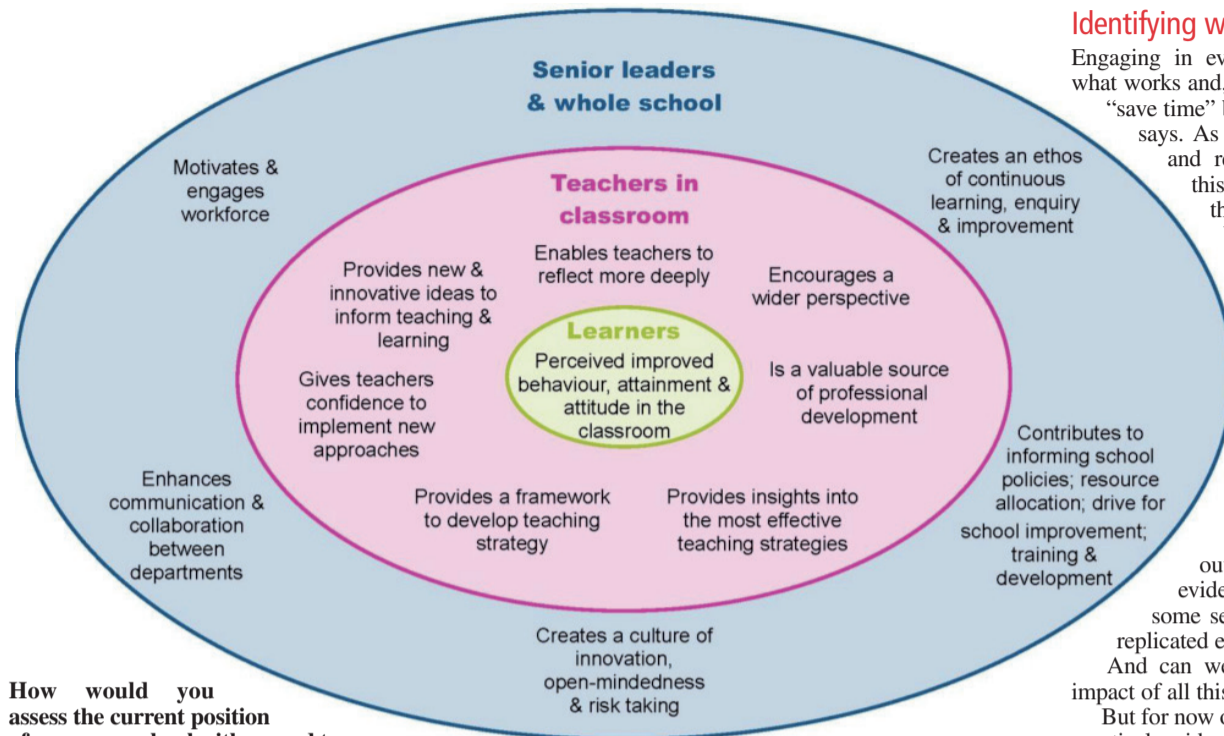 Identifying w
Engaging in ev
what works and,
"save time" b
says. As
and re
this
th
Senior leaders
& whole school
Motivates &
engages
workforce
Creates an ethos
of continuous
learning, enquiry
& improvement
Teachers in
classroom
Enables teachers to
reflect more deeply
Provides new &
innovative ideas to
inform teaching &
learning
Encourages a
wider perspective
Learners
Perceived improved
behaviour, attainment &
attitude in the
classroom
Gives teachers
confidence to
implement new
approaches
Is a valuable source
of professional
development
Enhances
communication &
collaboration
between
departments
Provides a framework
to develop teaching
strategy
Provides insights into
the most effective
teaching strategies
Contributes to
informing school
policies; resource
allocation; drive for
school improvement;
training &
development
Creates a culture of
innovation,
open-mindedness
& risk taking
ou
evide
some se
replicated e
And can we
impact of all this
But for now c
How would you
assess the current position